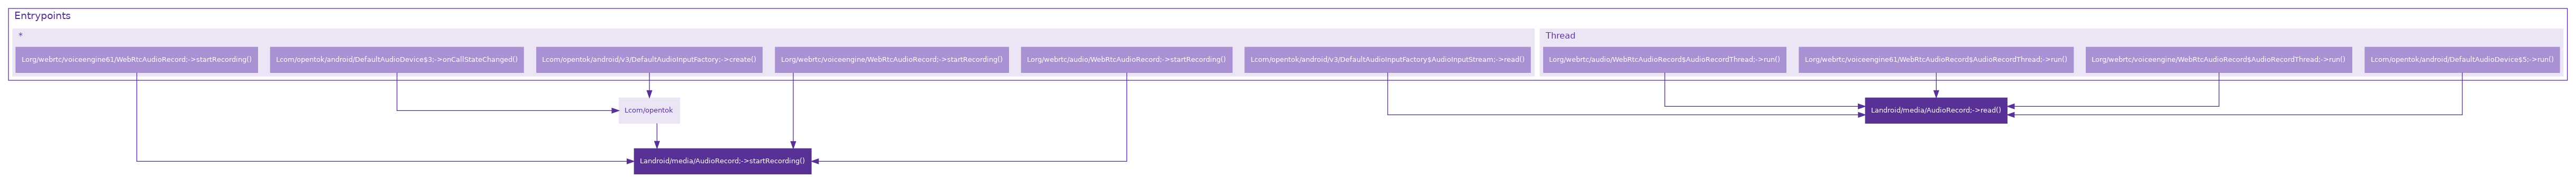 Entrypoints
*
Thread
Lorg/webrtc/voiceengine61/WebRtcAudioRecord;->startRecording()
Lcom/opentok/android/DefaultAudioDevice$3;->onCallStateChanged()
Lcom/opentok/android/v3/DefaultAudioInputFactory;->create()
Lorg/webrtc/voiceengine/WebRtcAudioRecord;->startRecording()
Lorg/webrtc/audio/WebRtcAudioRecord;->startRecording()
Lcom/opentok/android/v3/DefaultAudioInputFactory$AudioInputStream;->read()
Lorg/webrtc/audio/WebRtcAudioRecord$AudioRecordThread;->run()
Lorg/webrtc/voiceengine61/WebRtcAudioRecord$AudioRecordThread;->run()
Lorg/webrtc/voiceengine/WebRtcAudioRecord$AudioRecordThread;->run()
Lcom/opentok/android/DefaultAudioDevice$5;->run()
Lcom/opentok
Landroid/media/AudioRecord;->read()
Landroid/media/AudioRecord;->startRecording()